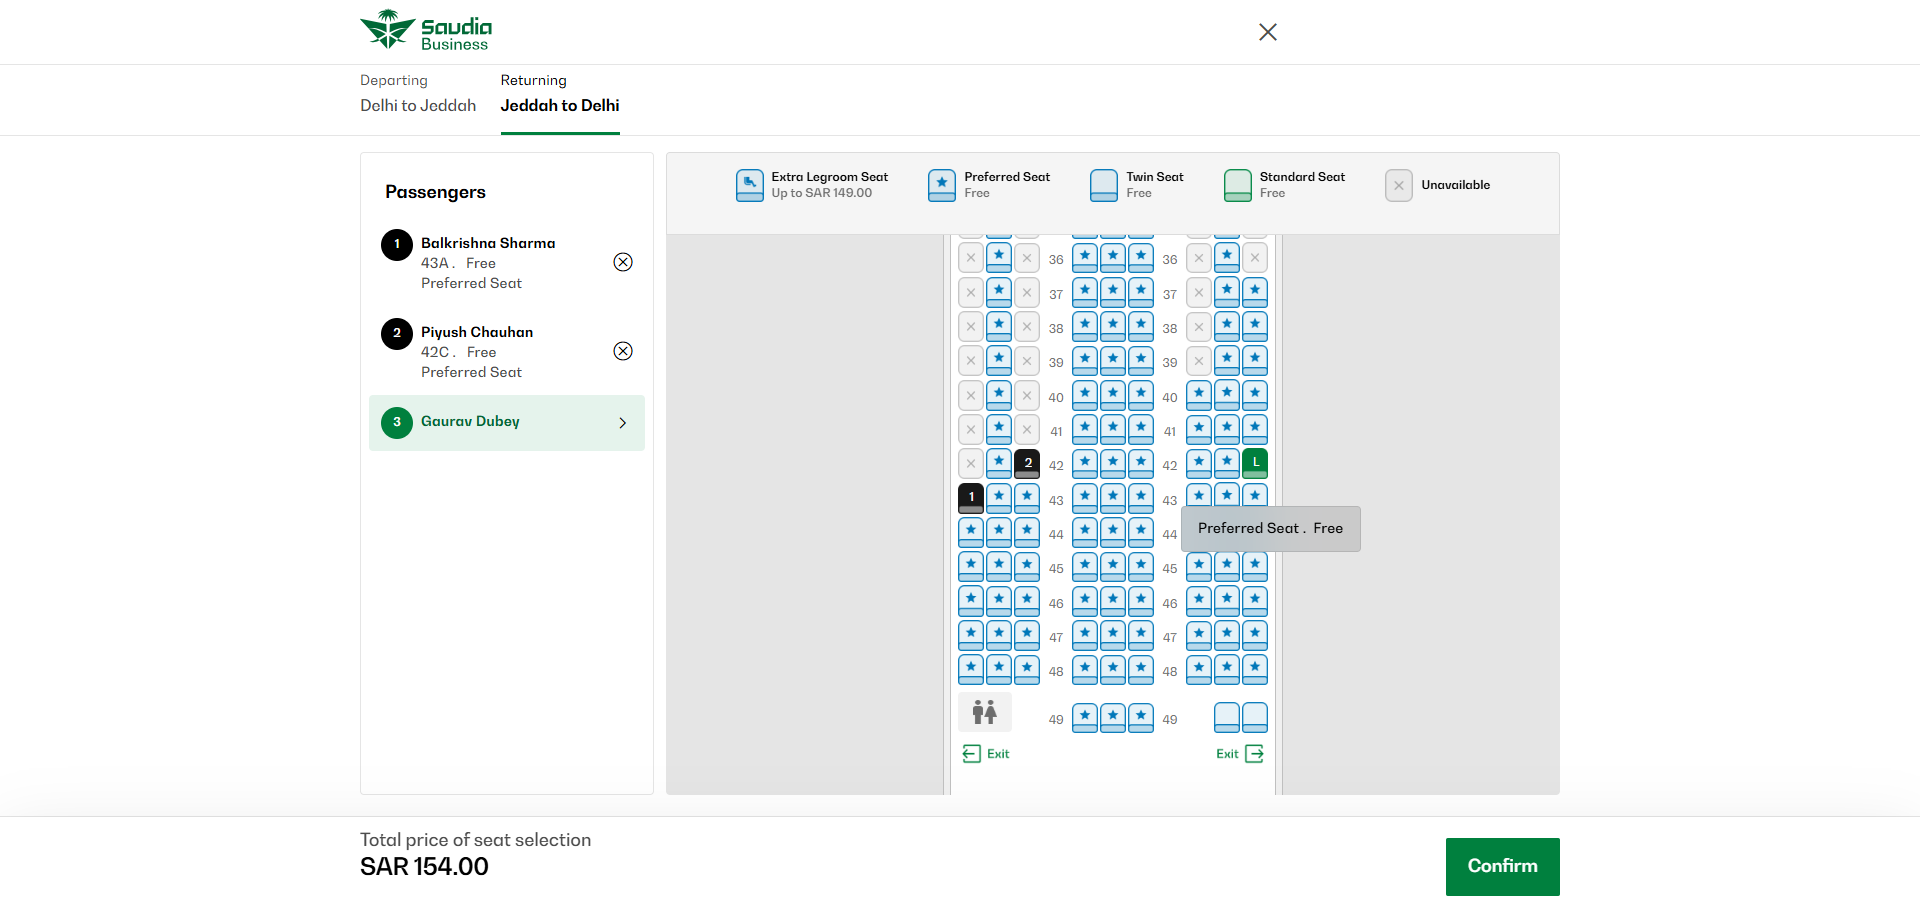 Saudia
Business
Departing
Delhi to Jeddah
Returning
Jeddah to Delhi
Passengers
1
Balkrishna Sharma
43A . Free
Preferred Seat
2
Piyush Chauhan
42C . Free
Preferred Seat
3
Gaurav Dubey
Extra Legroom Seat
Up to SAR 149.00
Preferred Seat
Free
Twin Seat
Free
Standard Seat
Free
Unavailable
36 36
37 37
38 38
39 39
40 40
41 41
2 42 42 L
1 43 43
44 44
Preferred Seat . Free
45 45
46 46
47 47
48 48
49 49
Exit Exit
Total price of seat selection
SAR 154.00
Confirm